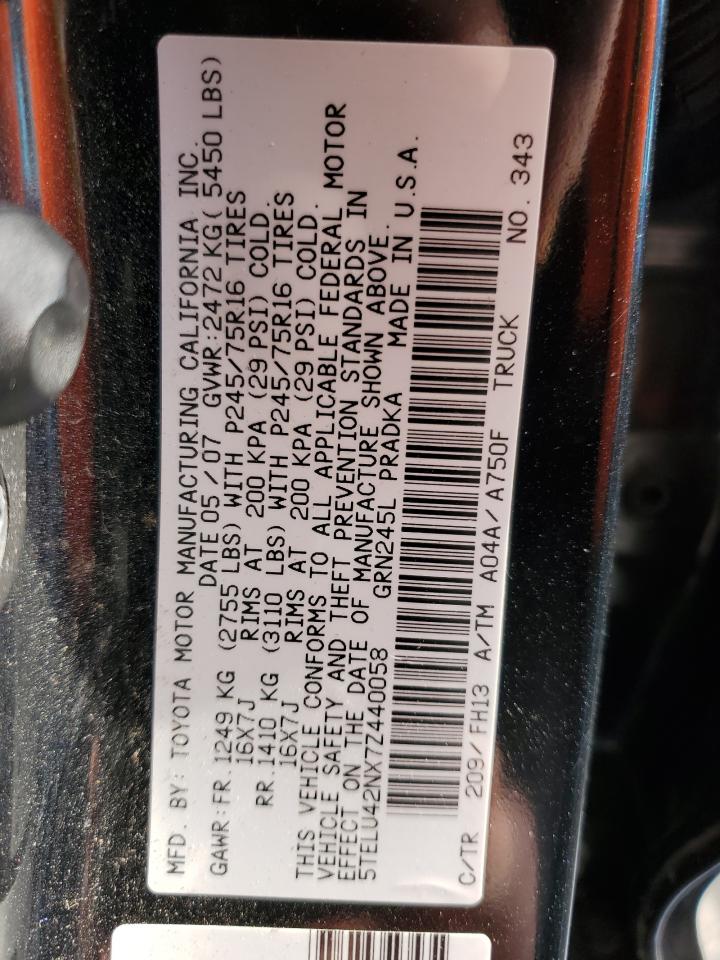 MFD. BY: TOYOTA MOTOR MANUFACTURING CALIFORNIA INC.
DATE 05/07 GVWR:2472 KG( 5450 LBS)
GAWR:FR.1249 KG (2755 LBS) WITH P245/75R16 TIRES
16X7J RIMS AT 200 KPA (29 PSI) COLD.
RR.1410 KG (3110 LBS) WITH P245/75R16 TIRES
16X7J RIMS AT 200 KPA (29 PSI) COLD.
THIS VEHICLE CONFORMS TO ALL APPLICABLE FEDERAL MOTOR
VEHICLE SAFETY AND THEFT PREVENTION STANDARDS IN
EFFECT ON THE DATE OF MANUFACTURE SHOWN ABOVE.
5TELU42NX7Z440058 GRN245L PRADKA MADE IN U.S.A.
C/TR 209/FH13 A/TM A04A/A750F TRUCK NO. 343